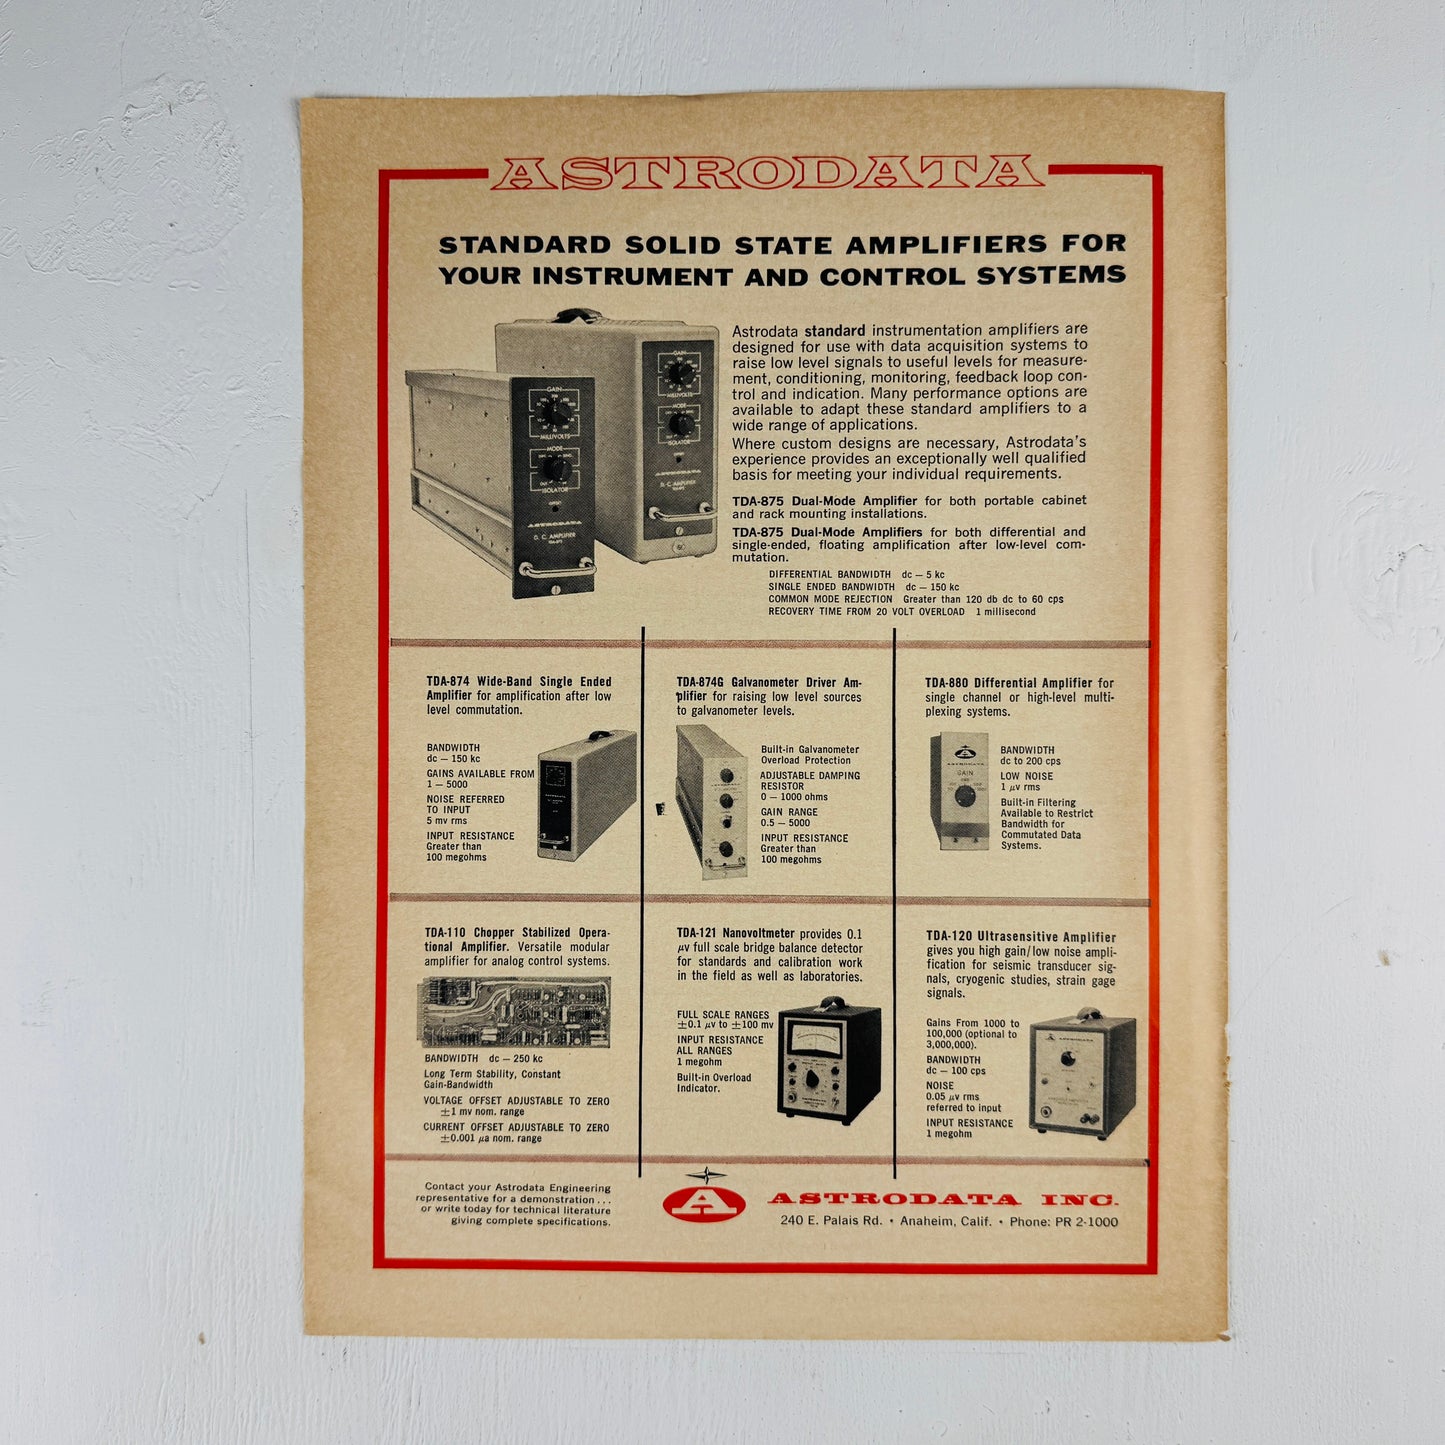 ASTRODATA
STANDARD SOLID STATE AMPLIFIERS FOR
YOUR INSTRUMENT AND CONTROL SYSTEMS
Astrodata standard instrumentation amplifiers are
designed for use with data acquisition systems to
raise low level signals to useful levels for measure-
ment, conditioning, monitoring, feedback loop con-
trol and indication. Many performance options are
available to adapt these standard amplifiers to a
wide range of applications.
Where custom designs are necessary, Astrodata's
experience provides an exceptionally well qualified
basis for meeting your individual requirements.
TDA-875 Dual-Mode Amplifier for both portable cabinet
and rack mounting installations.
TDA-875 Dual-Mode Amplifiers for both differential and
single-ended, floating amplification after low-level com-
mutation.
DIFFERENTIAL BANDWIDTH dc — 5 kc
SINGLE ENDED BANDWIDTH dc — 150 kc
COMMON MODE REJECTION Greater than 120 db dc to 60 cps
RECOVERY TIME FROM 20 VOLT OVERLOAD 1 millisecond
GAIN
MILLIVOLTS
MODE
ISOLATOR
ASTRODATA
D. C. AMPLIFIER
GAIN
MILLIVOLTS
MODE
ISOLATOR
ASTRODATA
D. C. AMPLIFIER
TDA-874 Wide-Band Single Ended
Amplifier for amplification after low
level commutation.
BANDWIDTH
dc — 150 kc
GAINS AVAILABLE FROM
1 — 5000
NOISE REFERRED
TO INPUT
5 mv rms
INPUT RESISTANCE
Greater than
100 megohms
TDA-874G Galvanometer Driver Am-
plifier for raising low level sources
to galvanometer levels.
Built-in Galvanometer
Overload Protection
ADJUSTABLE DAMPING
RESISTOR
0 — 1000 ohms
GAIN RANGE
0.5 — 5000
INPUT RESISTANCE
Greater than
100 megohms
TDA-880 Differential Amplifier for
single channel or high-level multi-
plexing systems.
ASTRODATA
GAIN
BANDWIDTH
dc to 200 cps
LOW NOISE
1 μv rms
Built-in Filtering
Available to Restrict
Bandwidth for
Commutated Data
Systems.
TDA-110 Chopper Stabilized Opera-
tional Amplifier. Versatile modular
amplifier for analog control systems.
BANDWIDTH dc — 250 kc
Long Term Stability, Constant
Gain-Bandwidth
VOLTAGE OFFSET ADJUSTABLE TO ZERO
±1 mv nom. range
CURRENT OFFSET ADJUSTABLE TO ZERO
±0.001 μa nom. range
TDA-121 Nanovoltmeter provides 0.1
μv full scale bridge balance detector
for standards and calibration work
in the field as well as laboratories.
FULL SCALE RANGES
±0.1 μv to ±100 mv
INPUT RESISTANCE
ALL RANGES
1 megohm
Built-in Overload
Indicator.
TDA-120 Ultrasensitive Amplifier
gives you high gain/low noise ampli-
fication for seismic transducer sig-
nals, cryogenic studies, strain gage
signals.
Gains From 1000 to
100,000 (optional to
3,000,000).
BANDWIDTH
dc — 100 cps
NOISE
0.05 μv rms
referred to input
INPUT RESISTANCE
1 megohm
ASTRODATA
Contact your Astrodata Engineering
representative for a demonstration...
or write today for technical literature
giving complete specifications.
A
ASTRODATA INC.
240 E. Palais Rd. • Anaheim, Calif. • Phone: PR 2-1000